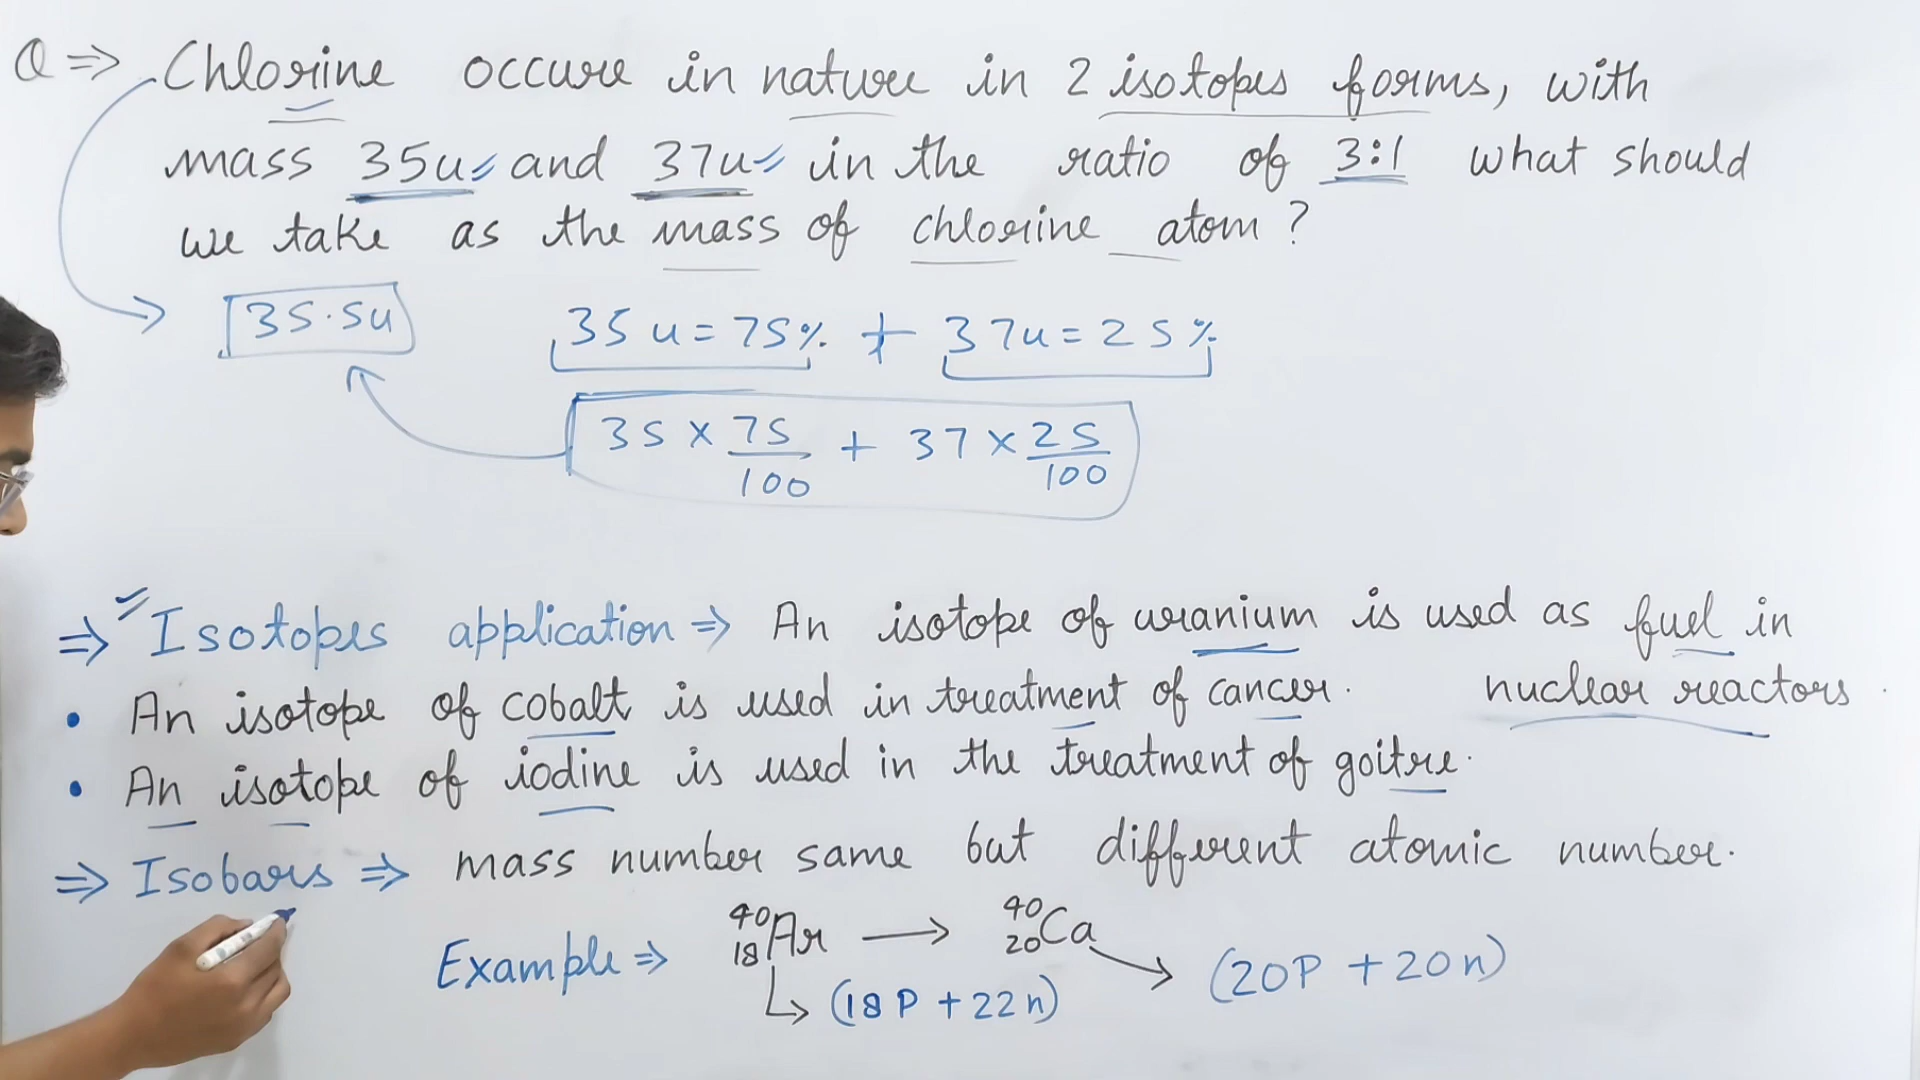 Q ⇒ Chlorine occure in nature in 2 isotopes forms, with
mass 35u and 37u in the ratio of 3:1 what should
we take as the mass of chlorine atom?
35.5u 35u = 75% + 37u = 25%
35 × 75/100 + 37 × 25/100
⇒ Isotopes application ⇒ An isotope of uranium is used as fuel in
nuclear reactors.
• An isotope of cobalt is used in treatment of cancer.
• An isotope of iodine is used in the treatment of goitre.
⇒ Isobars ⇒ mass number same but different atomic number.
Example ⇒ ⁴⁰₁₈Ar → ⁴⁰₂₀Ca → (20P + 20n)
↳ (18P + 22n)